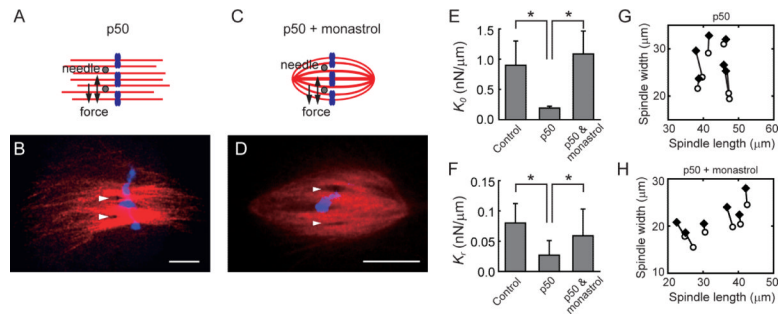 A
p50
needle
force
B
C
p50 + monastrol
needle
force
D
E
K₀ (nN/μm)
1.50
1.00
0.50
0.0
*
*
Control
p50
p50 &
monastrol
F
Kᵣ (nN/μm)
0.15
0.10
0.05
0.0
*
*
Control
p50
p50 &
monastrol
G
p50
Spindle width (μm)
30
20
30 40 50 60
Spindle length (μm)
H
p50 + monastrol
Spindle width (μm)
30
20
10
20 30 40 50
Spindle length (μm)